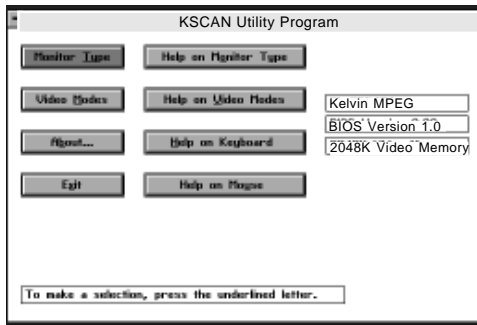 KSCAN Utility Program
Monitor Type
Help on Monitor Type
Video Modes
Help on Video Modes
About...
Help on Keyboard
Exit
Help on Mouse
Kelvin MPEG
BIOS Version 1.0
2048K Video Memory
To make a selection, press the underlined letter.